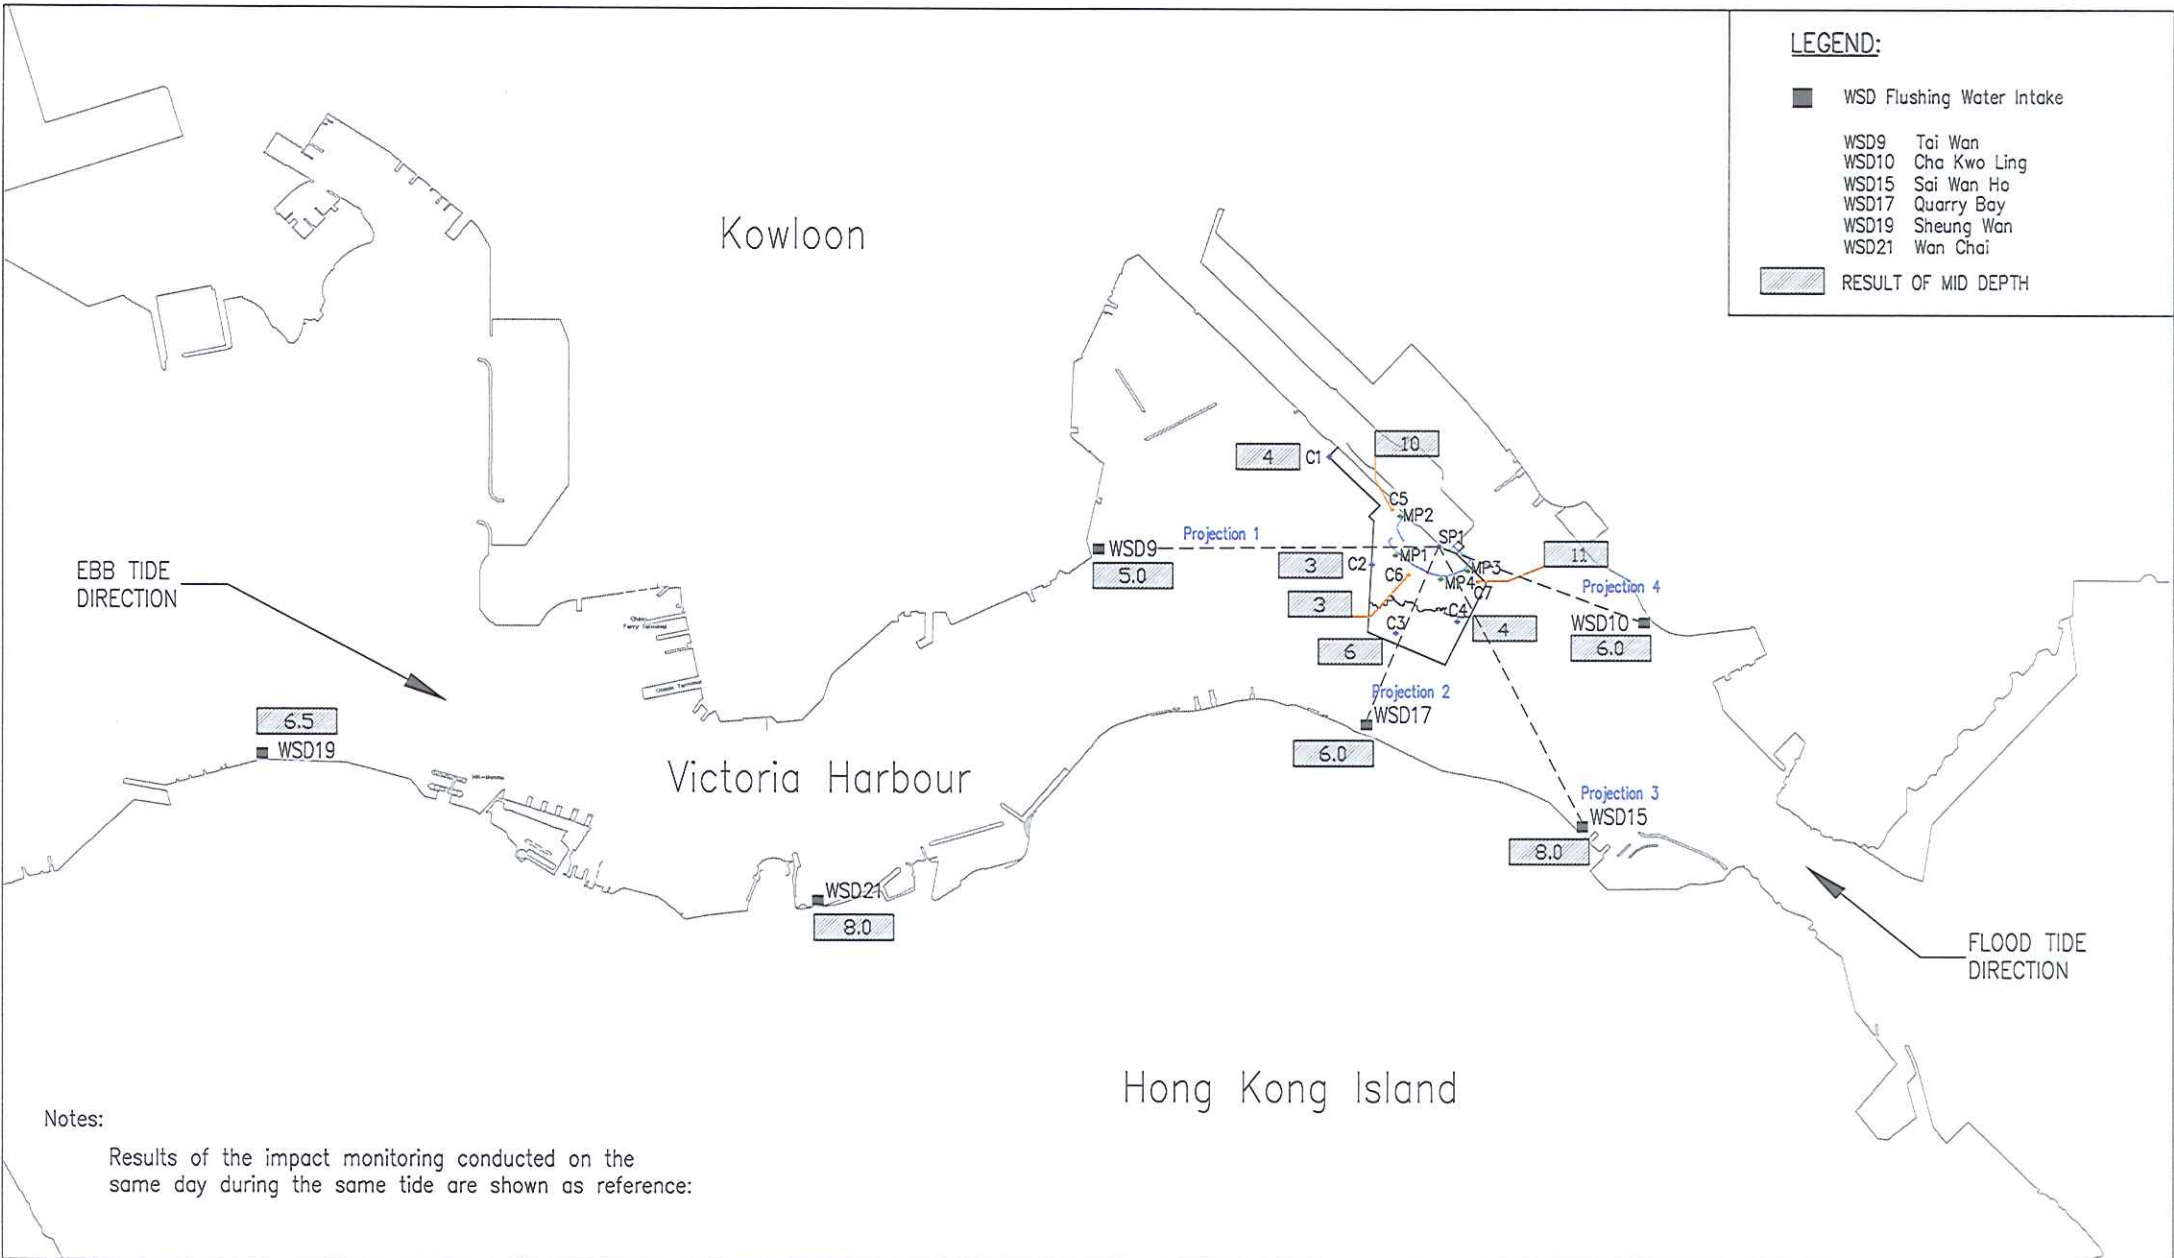 LEGEND:
WSD Flushing Water Intake
WSD9 Tai Wan
WSD10 Cha Kwo Ling
WSD15 Sai Wan Ho
WSD17 Quarry Bay
WSD19 Sheung Wan
WSD21 Wan Chai
RESULT OF MID DEPTH
Kowloon
10
4
C1
C5
MP2
SP1
WSD9
Projection 1
5.0
3
C2
MP1
C6
3
MP3
MP4
C7
11
Projection 4
C4
C3
4
6
WSD10
6.0
EBB TIDE
DIRECTION
Ferry Terminal
Projection 2
WSD17
6.0
6.5
WSD19
Victoria Harbour
Projection 3
WSD15
8.0
WSD21
8.0
FLOOD TIDE
DIRECTION
Hong Kong Island
Notes:
Results of the impact monitoring conducted on the
same day during the same tide are shown as reference: